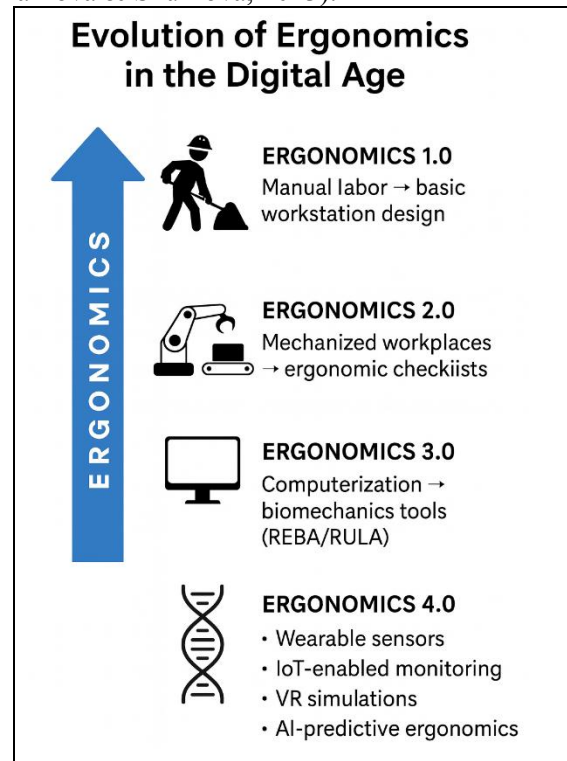 Evolution of Ergonomics
in the Digital Age
ERGONOMICS
ERGONOMICS 1.0
Manual labor → basic
workstation design
ERGONOMICS 2.0
Mechanized workplaces
→ ergonomic checkiists
ERGONOMICS 3.0
Computerization →
biomechanics tools
(REBA/RULA)
ERGONOMICS 4.0
• Wearable sensors
• IoT-enabled monitoring
• VR simulations
• AI-predictive ergonomics